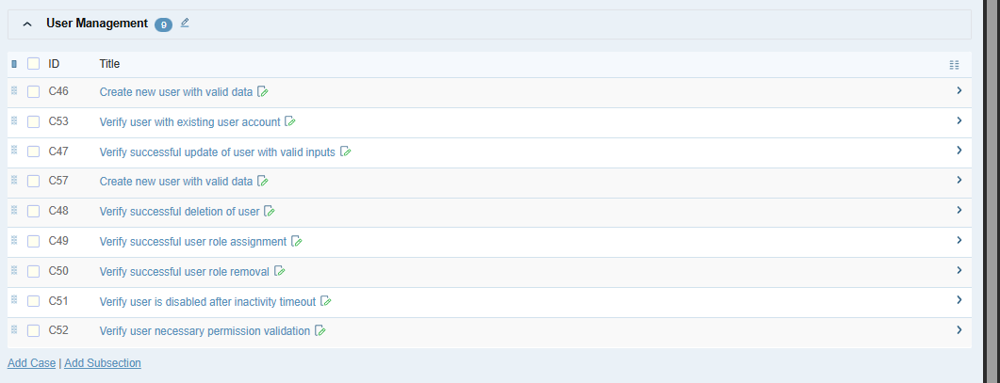 User Management 9
ID Title
C46 Create new user with valid data
C53 Verify user with existing user account
C47 Verify successful update of user with valid inputs
C57 Create new user with valid data
C48 Verify successful deletion of user
C49 Verify successful user role assignment
C50 Verify successful user role removal
C51 Verify user is disabled after inactivity timeout
C52 Verify user necessary permission validation
Add Case | Add Subsection